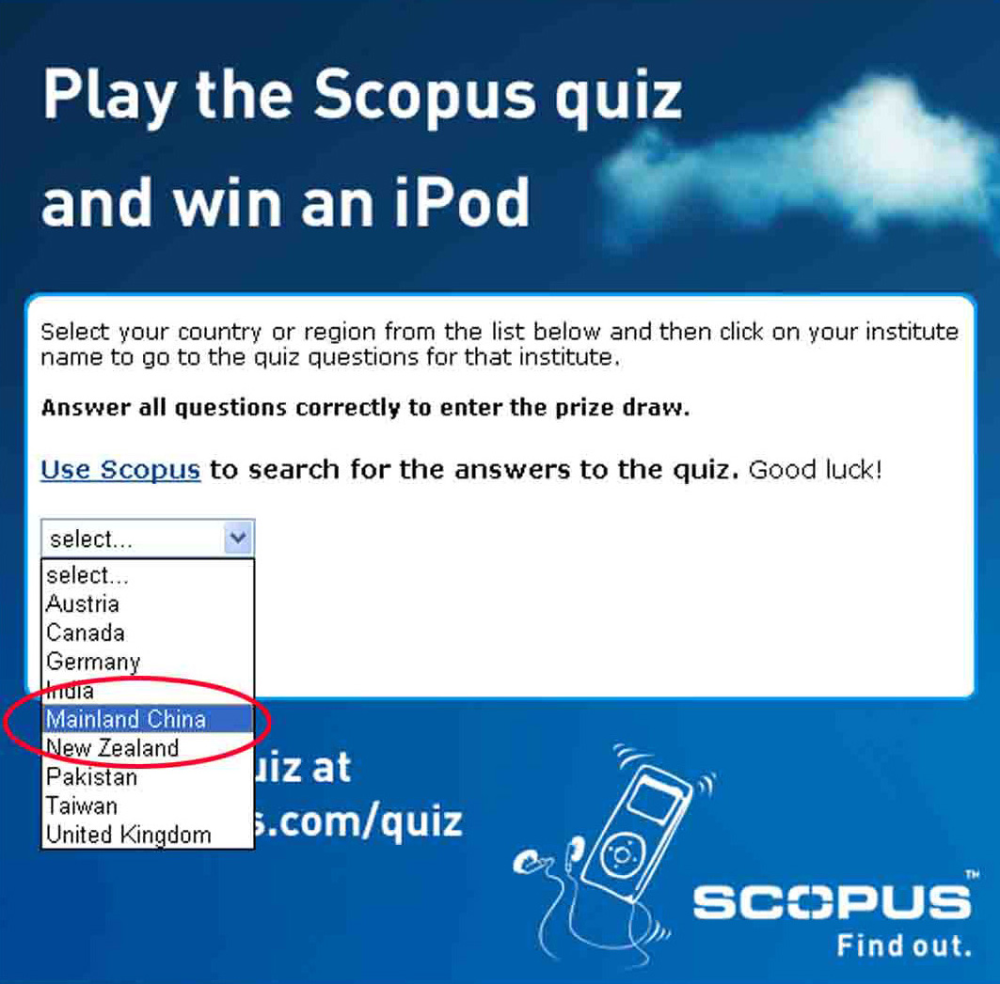 Play the Scopus quiz
and win an iPod
Select your country or region from the list below and then click on your institute
name to go to the quiz questions for that institute.
Answer all questions correctly to enter the prize draw.
Use Scopus to search for the answers to the quiz. Good luck!
select...
select...
Austria
Canada
Germany
India
Mainland China
New Zealand
Pakistan
Taiwan
United Kingdom
at
.com/quiz
SCOPUS™
Find out.